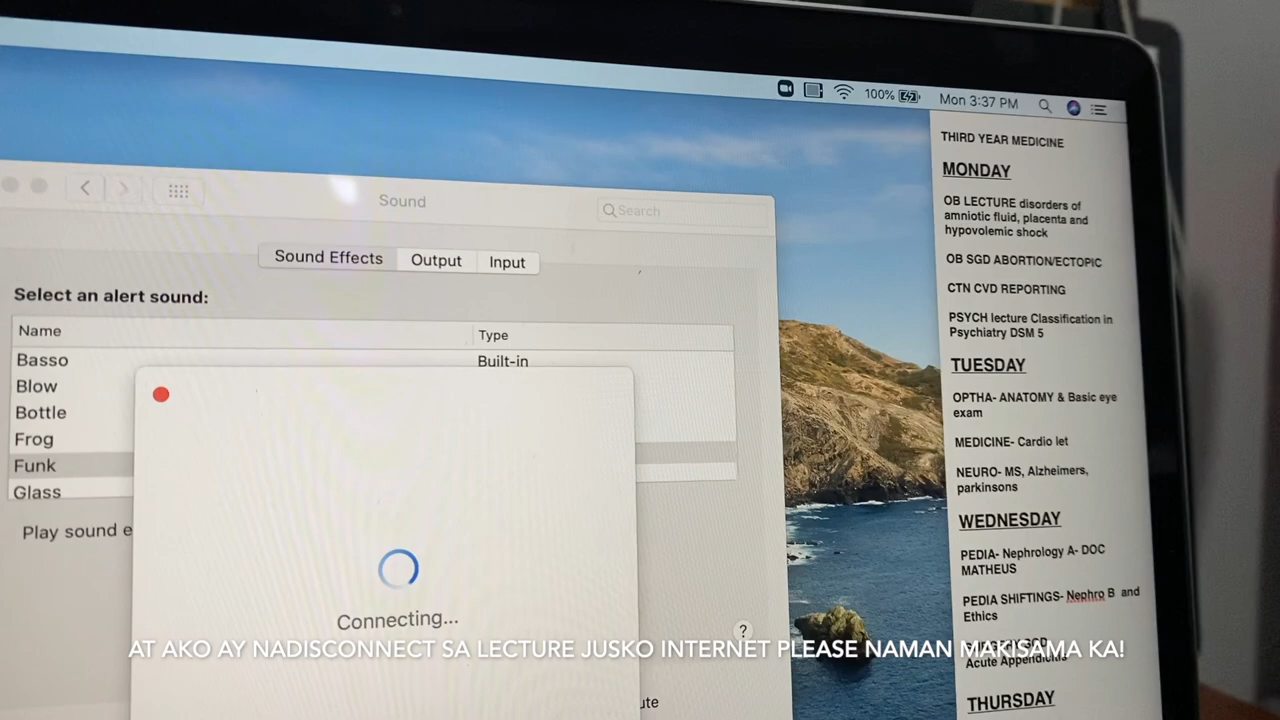 100%
Mon 3:37 PM
THIRD YEAR MEDICINE
MONDAY
OB LECTURE disorders of
amniotic fluid, placenta and
hypovolemic shock
OB SGD ABORTION/ECTOPIC
CTN CVD REPORTING
PSYCH lecture Classification in
Psychiatry DSM 5
TUESDAY
OPTHA- ANATOMY & Basic eye
exam
MEDICINE- Cardio let
NEURO- MS, Alzheimers,
parkinsons
WEDNESDAY
PEDIA- Nephrology A- DOC
MATHEUS
PEDIA SHIFTINGS- Nephro B and
Ethics
Acute Appendicitis
THURSDAY
Sound
Search
Sound Effects
Output
Input
Select an alert sound:
Name
Type
Basso
Built-in
Blow
Bottle
Frog
Funk
Glass
Play sound e
Connecting...
?
ute
AT AKO AY NADISCONNECT SA LECTURE JUSKO INTERNET PLEASE NAMAN MAKISAMA KA!